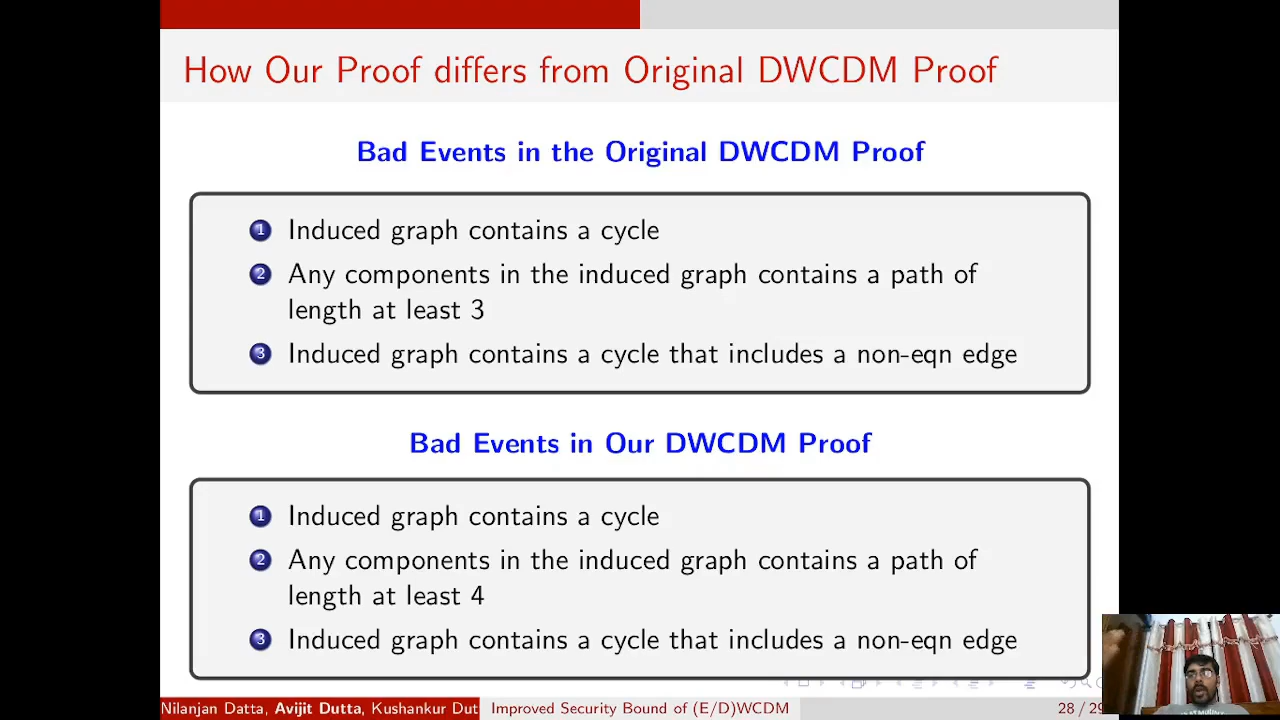 How Our Proof differs from Original DWCDM Proof
Bad Events in the Original DWCDM Proof
1 Induced graph contains a cycle
2 Any components in the induced graph contains a path of
length at least 3
3 Induced graph contains a cycle that includes a non-eqn edge
Bad Events in Our DWCDM Proof
1 Induced graph contains a cycle
2 Any components in the induced graph contains a path of
length at least 4
3 Induced graph contains a cycle that includes a non-eqn edge
Nilanjan Datta, Avijit Dutta, Kushankur Dut Improved Security Bound of (E/D)WCDM 28 / 29